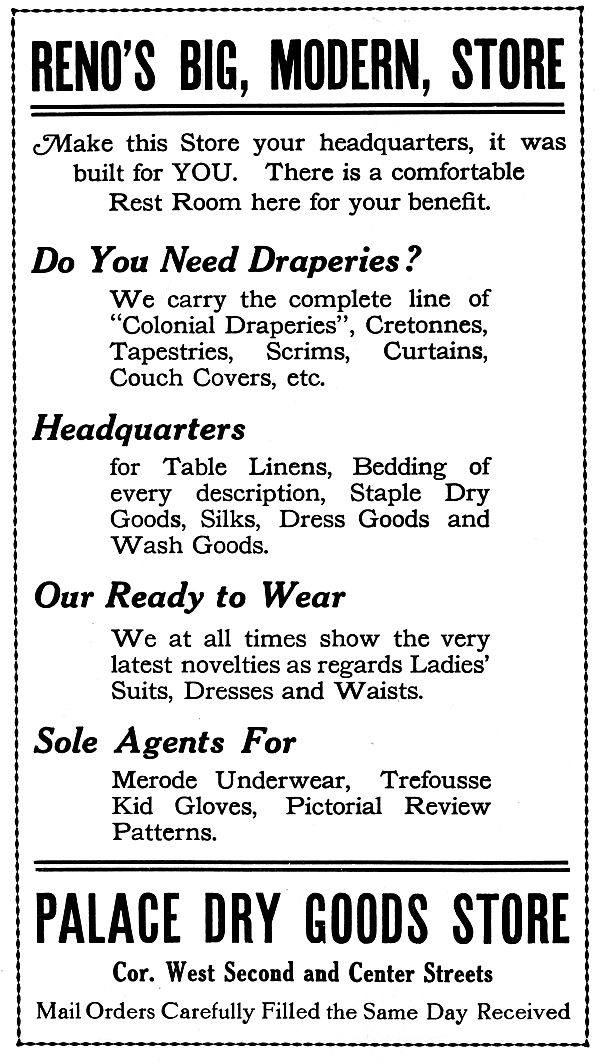 RENO'S BIG, MODERN, STORE
Make this Store your headquarters, it was
built for YOU. There is a comfortable
Rest Room here for your benefit.
Do You Need Draperies?
We carry the complete line of
"Colonial Draperies", Cretonnes,
Tapestries, Scrims, Curtains,
Couch Covers, etc.
Headquarters
for Table Linens, Bedding of
every description, Staple Dry
Goods, Silks, Dress Goods and
Wash Goods.
Our Ready to Wear
We at all times show the very
latest novelties as regards Ladies'
Suits, Dresses and Waists.
Sole Agents For
Merode Underwear, Trefousse
Kid Gloves, Pictorial Review
Patterns.
PALACE DRY GOODS STORE
Cor. West Second and Center Streets
Mail Orders Carefully Filled the Same Day Received